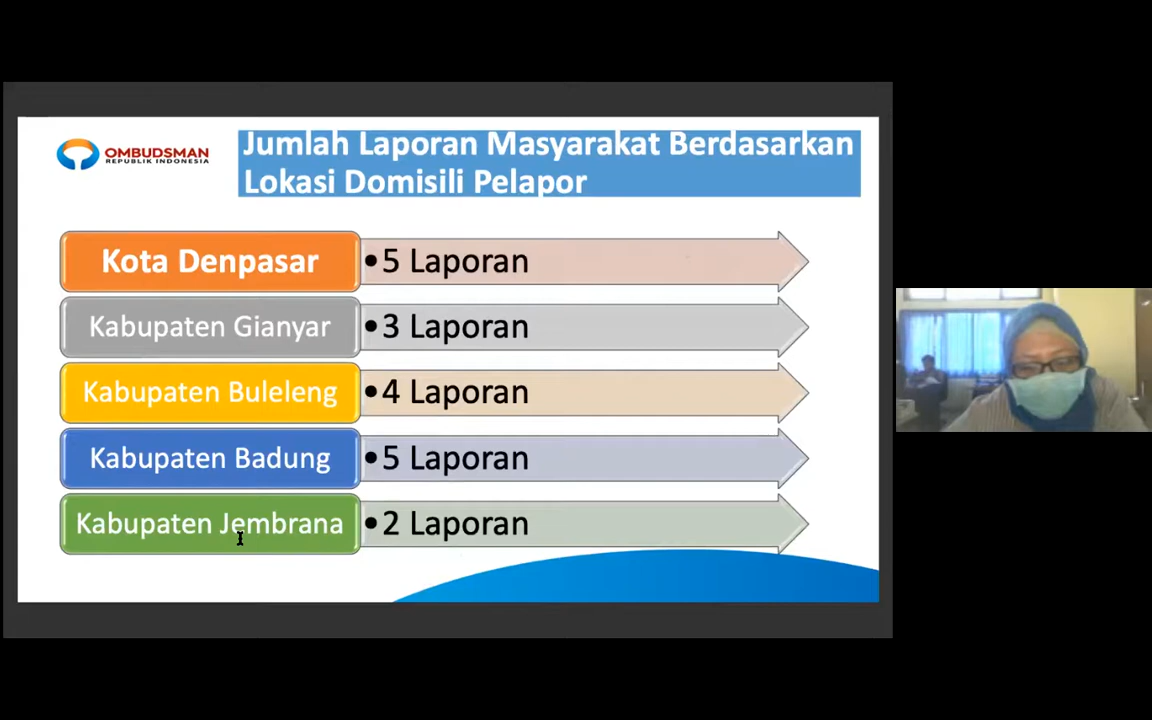 OMBUDSMAN
REPUBLIK INDONESIA
Jumlah Laporan Masyarakat Berdasarkan
Lokasi Domisili Pelapor
Kota Denpasar
•5 Laporan
Kabupaten Gianyar
•3 Laporan
Kabupaten Buleleng
•4 Laporan
Kabupaten Badung
•5 Laporan
Kabupaten Jembrana
•2 Laporan